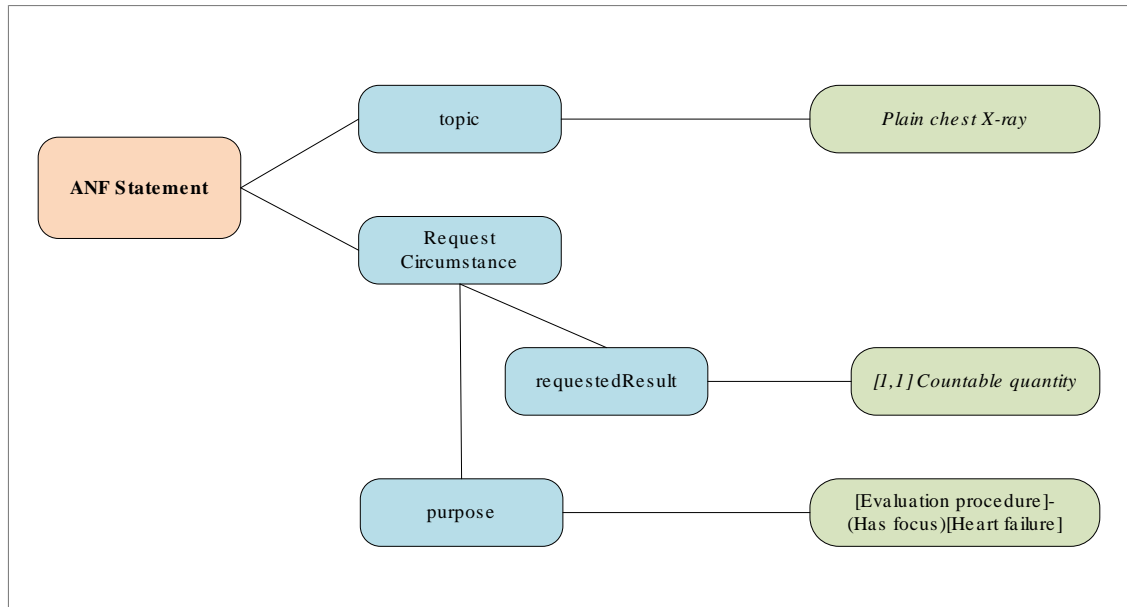 topic
Plain chest X-ray
ANF Statement
Request
Circumstance
requestedResult
[1,1] Countable quantity
purpose
[Evaluation procedure]-
(Has focus)[Heart failure]